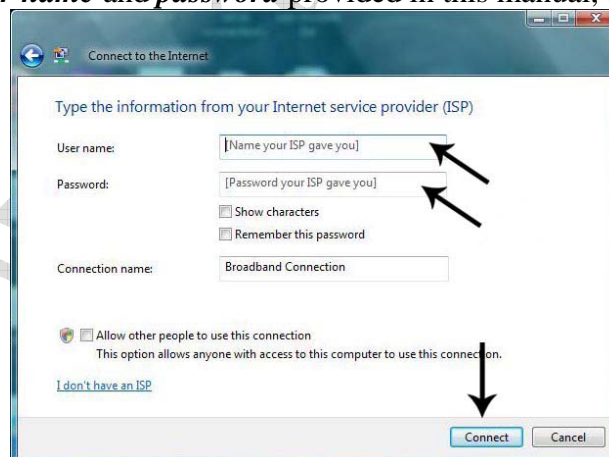 name and password provided in this manual,
Connect to the Internet
Type the information from your Internet service provider (ISP)
User name:
[Name your ISP gave you]
Password:
[Password your ISP gave you]
Show characters
Remember this password
Connection name:
Broadband Connection
Allow other people to use this connection
This option allows anyone with access to this computer to use this connection.
I don't have an ISP
Connect
Cancel